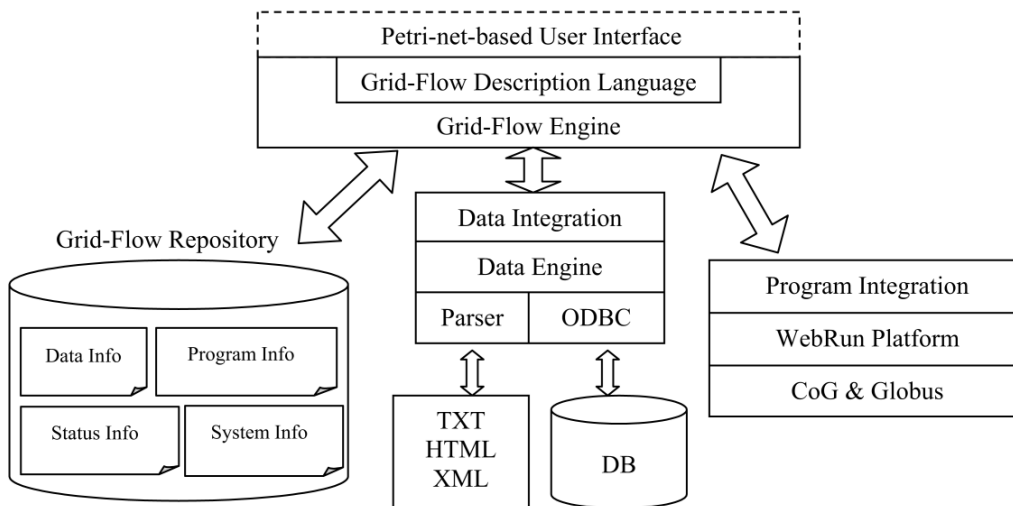 Petri-net-based User Interface
Grid-Flow Description Language
Grid-Flow Engine
Grid-Flow Repository
Data Info
Program Info
Status Info
System Info
Data Integration
Data Engine
Parser
ODBC
TXT
HTML
XML
DB
Program Integration
WebRun Platform
CoG & Globus